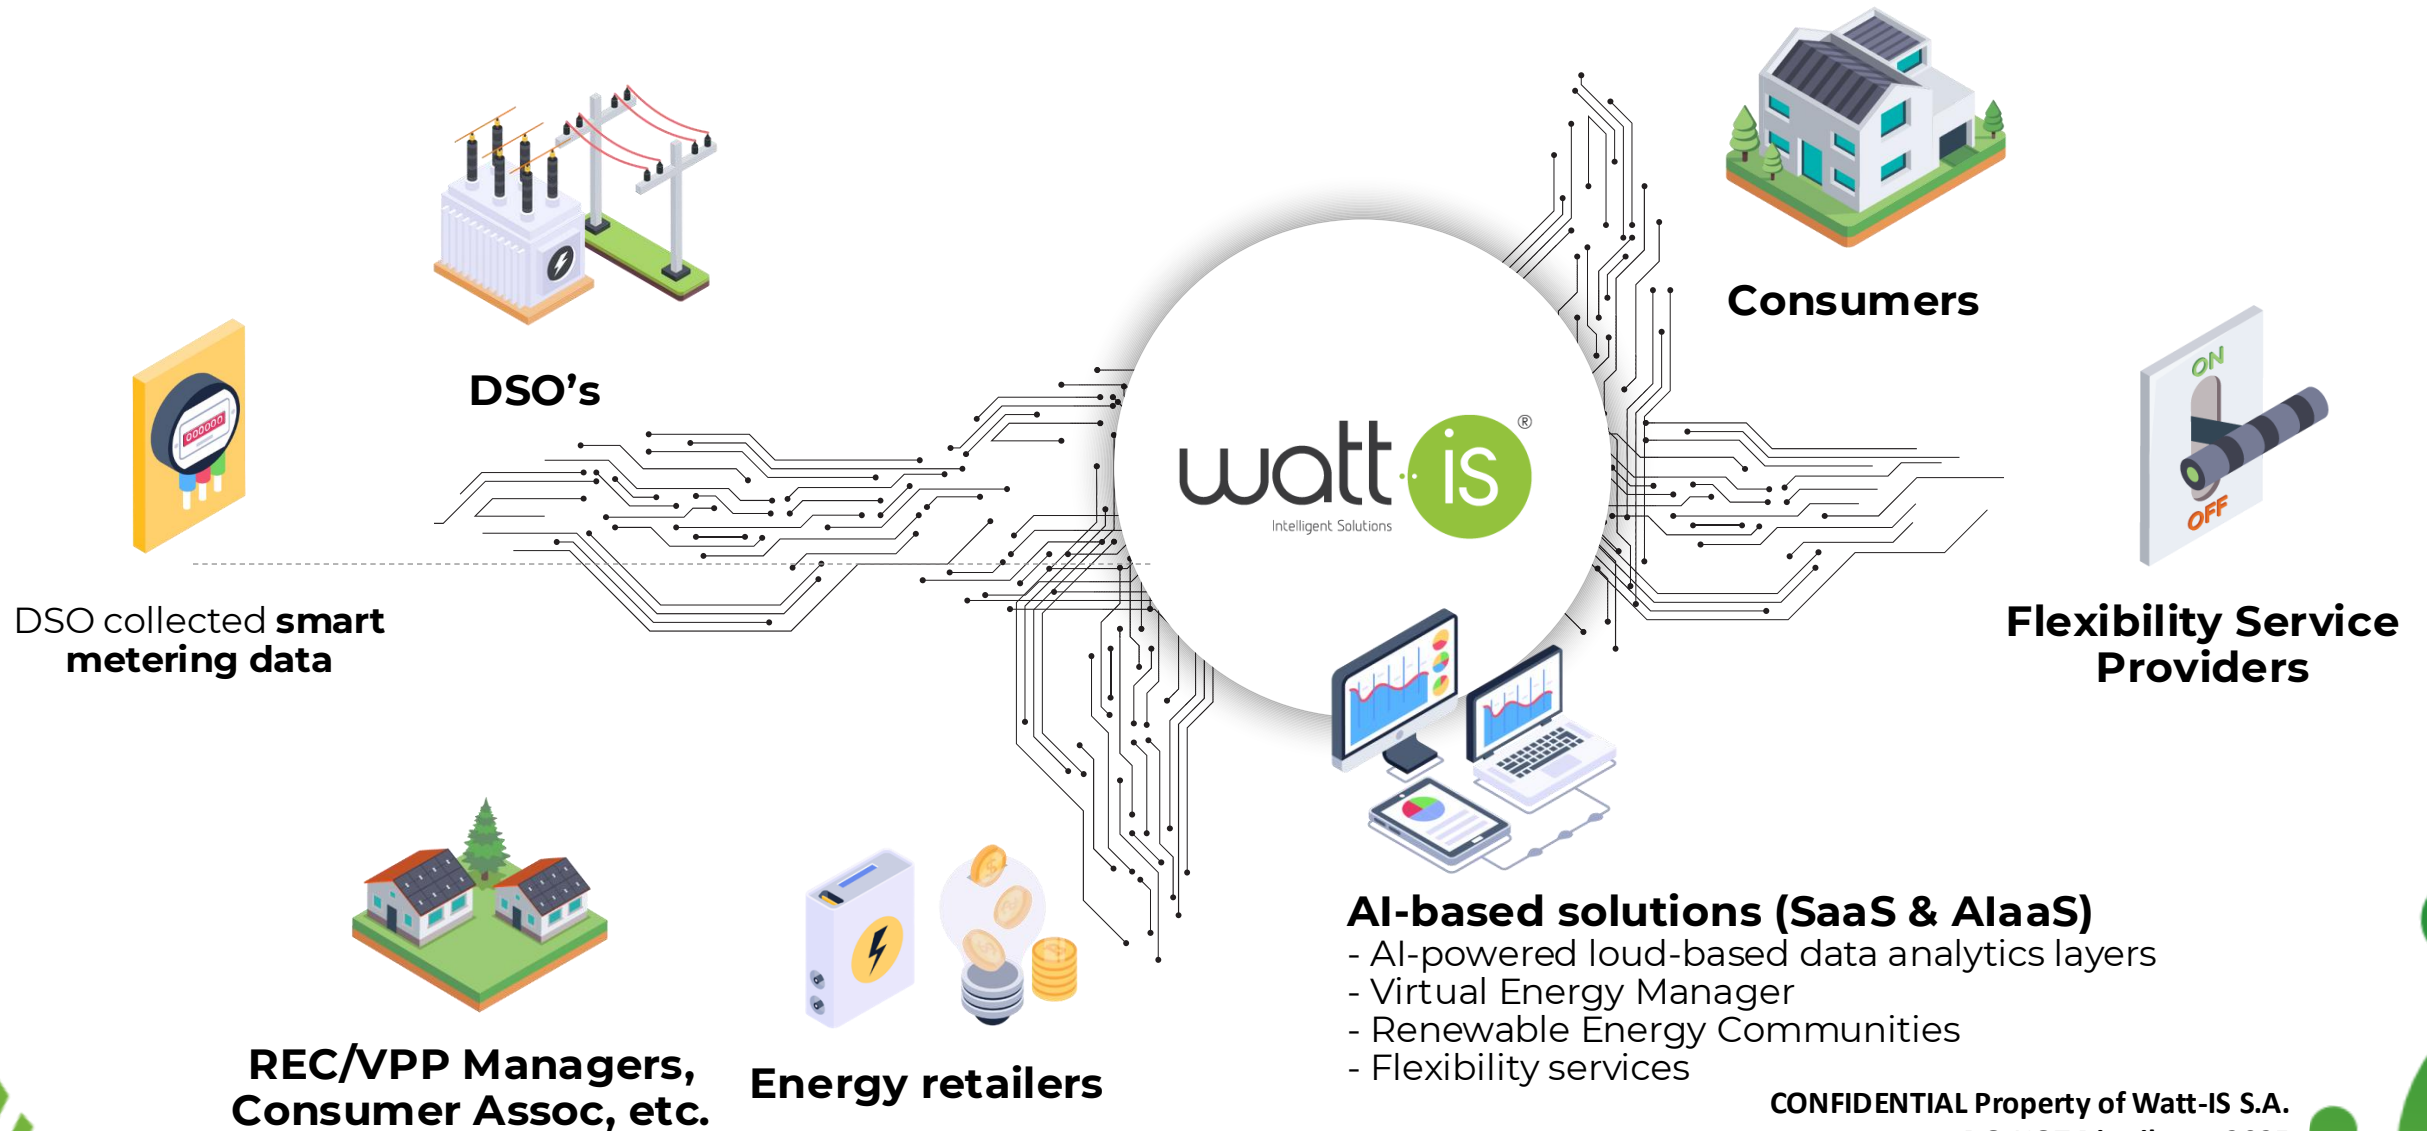 DSO's
Consumers
ON
OFF
000000
watt is ®
Intelligent Solutions
DSO collected smart
metering data
Flexibility Service
Providers
REC/VPP Managers,
Consumer Assoc, etc.
Energy retailers
AI-based solutions (SaaS & AIaaS)
- AI-powered loud-based data analytics layers
- Virtual Energy Manager
- Renewable Energy Communities
- Flexibility services
CONFIDENTIAL Property of Watt-IS S.A.